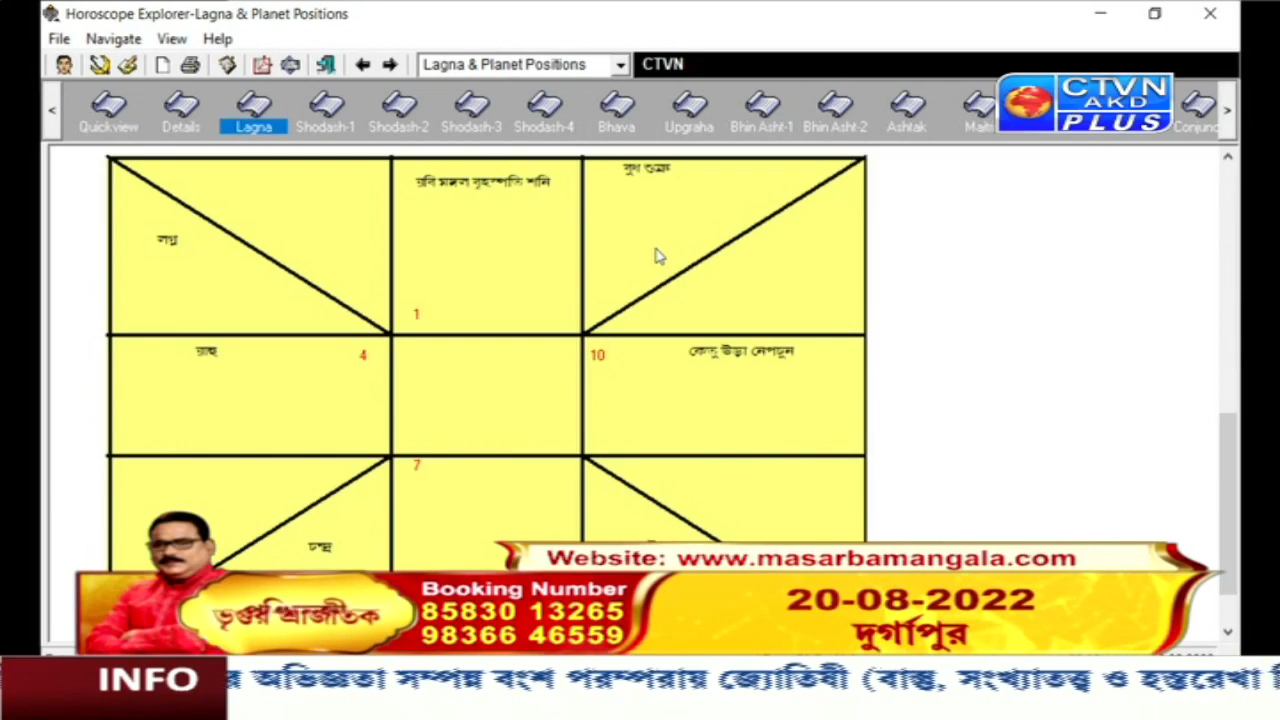 Horoscope Explorer-Lagna & Planet Positions
File Navigate View Help
Lagna & Planet Positions
CTVN
CTVN
AKD
PLUS
Quickview Details Lagna Shodash-1 Shodash-2 Shodash-3 Shodash-4 Bhava Upgraha Bhin Asht-1 Bhin Asht-2 Ashtak Conjunc
বুধ শুক্র
রবি মঙ্গল বৃহস্পতি শনি
লগ্ন
1
রাহু 4
10 কেতু উড়া নেপচুন
7
চন্দ্র
Website: www.masarbamangala.com
Booking Number
85830 13265
98366 46559
20-08-2022
দুর্গাপুর
INFO
র অভিজ্ঞতা সম্পন্ন বংশ পরম্পরায় জ্যোতিষী (বাস্তু, সংখ্যাতত্ত্ব ও হস্তরেখা